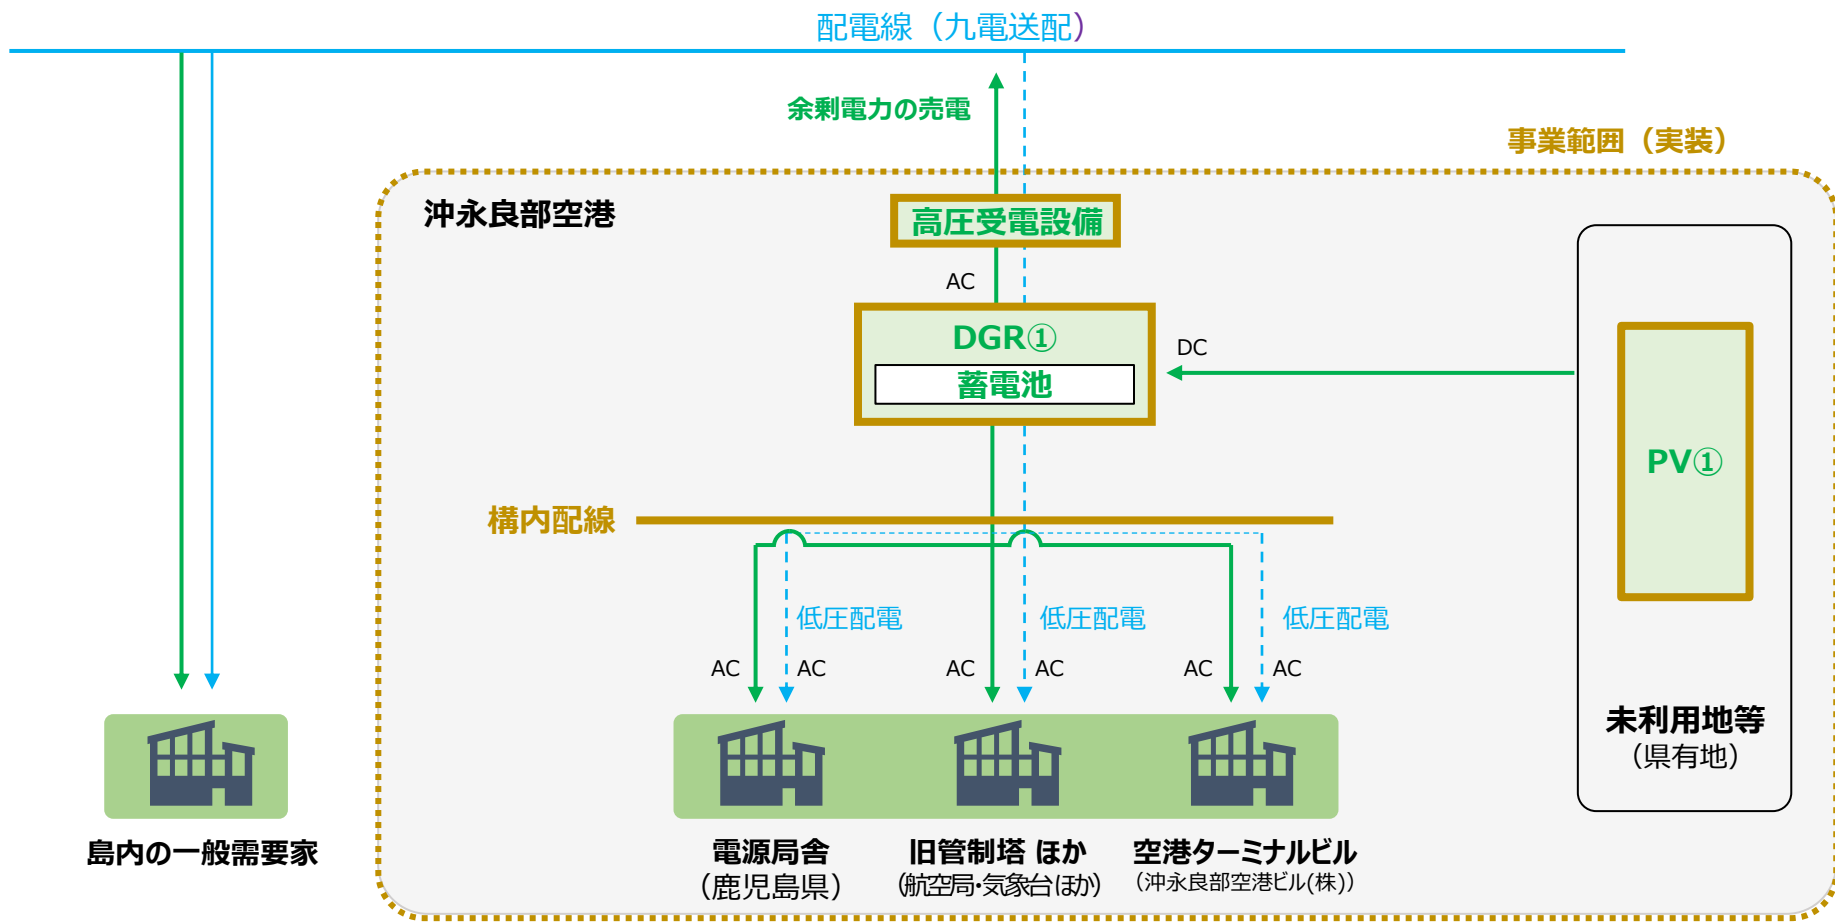 配電線（九電送配）
余剰電力の売電
事業範囲（実装）
沖永良部空港
高圧受電設備
AC
DGR①
DC
蓄電池
PV①
構内配線
低圧配電
低圧配電
低圧配電
AC
AC
AC
AC
AC
AC
未利用地等
（県有地）
島内の一般需要家
電源局舎
（鹿児島県）
旧管制塔 ほか
（航空局・気象台ほか）
空港ターミナルビル
（沖永良部空港ビル(株)）